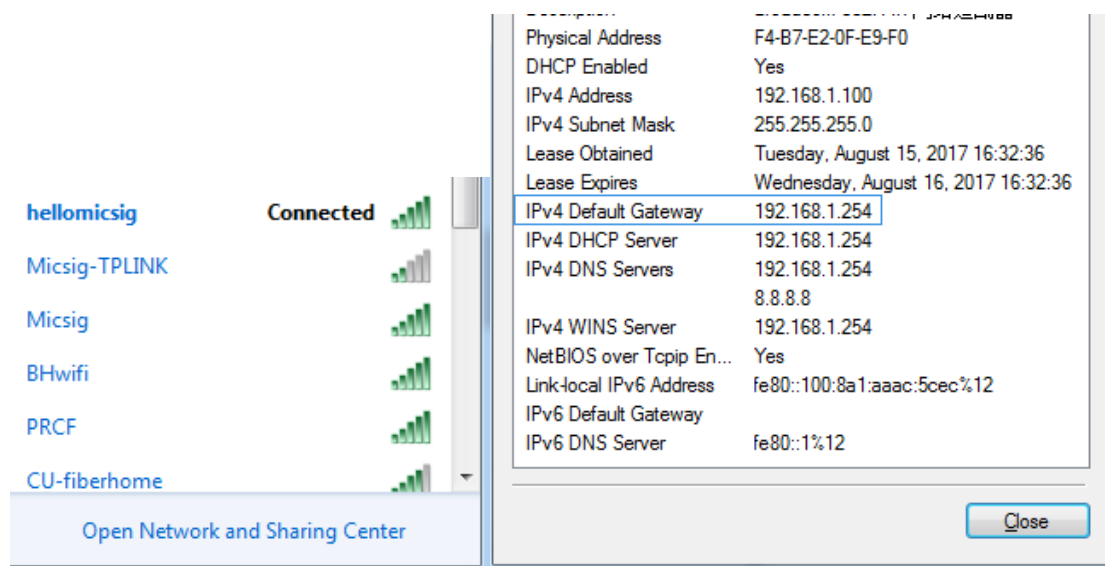 hellomicsig Connected
Micsig-TPLINK
Micsig
BHwifi
PRCF
CU-fiberhome
Open Network and Sharing Center
Physical Address F4-B7-E2-0F-E9-F0
DHCP Enabled Yes
IPv4 Address 192.168.1.100
IPv4 Subnet Mask 255.255.255.0
Lease Obtained Tuesday, August 15, 2017 16:32:36
Lease Expires Wednesday, August 16, 2017 16:32:36
IPv4 Default Gateway 192.168.1.254
IPv4 DHCP Server 192.168.1.254
IPv4 DNS Servers 192.168.1.254
8.8.8.8
IPv4 WINS Server 192.168.1.254
NetBIOS over Tcpip En... Yes
Link-local IPv6 Address fe80::100:8a1:aaac:5cec%12
IPv6 Default Gateway
IPv6 DNS Server fe80::1%12
Close